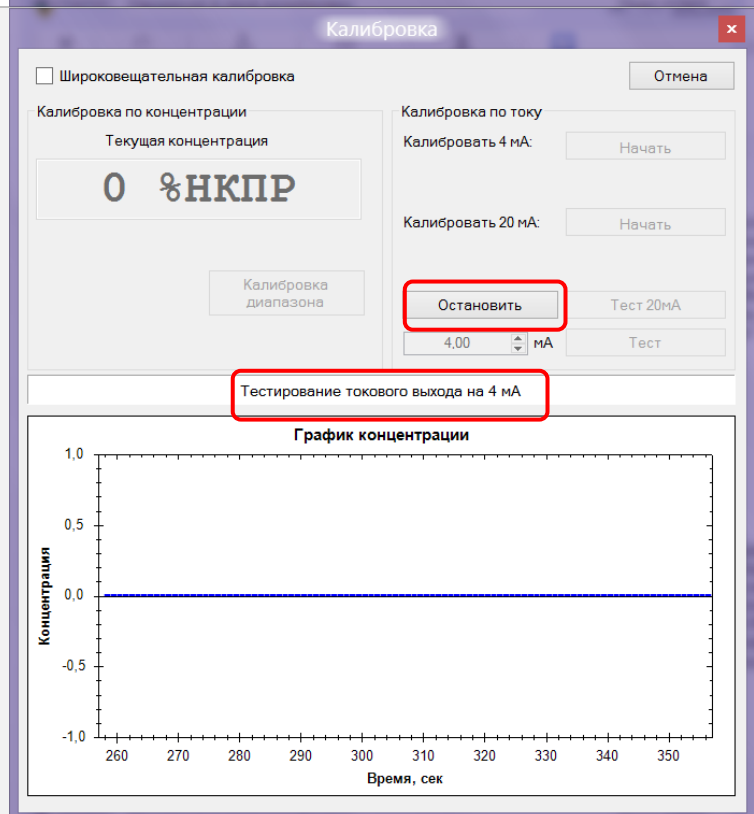 Калибровка
x
Широковещательная калибровка
Отмена
Калибровка по концентрации
Текущая концентрация
0 %НКПР
Калибровка
диапазона
Калибровка по току
Калибровать 4 мА:
Начать
Калибровать 20 мА:
Начать
Остановить
Тест 20мА
4,00
мА
Тест
Тестирование токового выхода на 4 мА
График концентрации
1,0
0,5
0,0
-0,5
-1,0
Концентрация
260 270 280 290 300 310 320 330 340 350
Время, сек